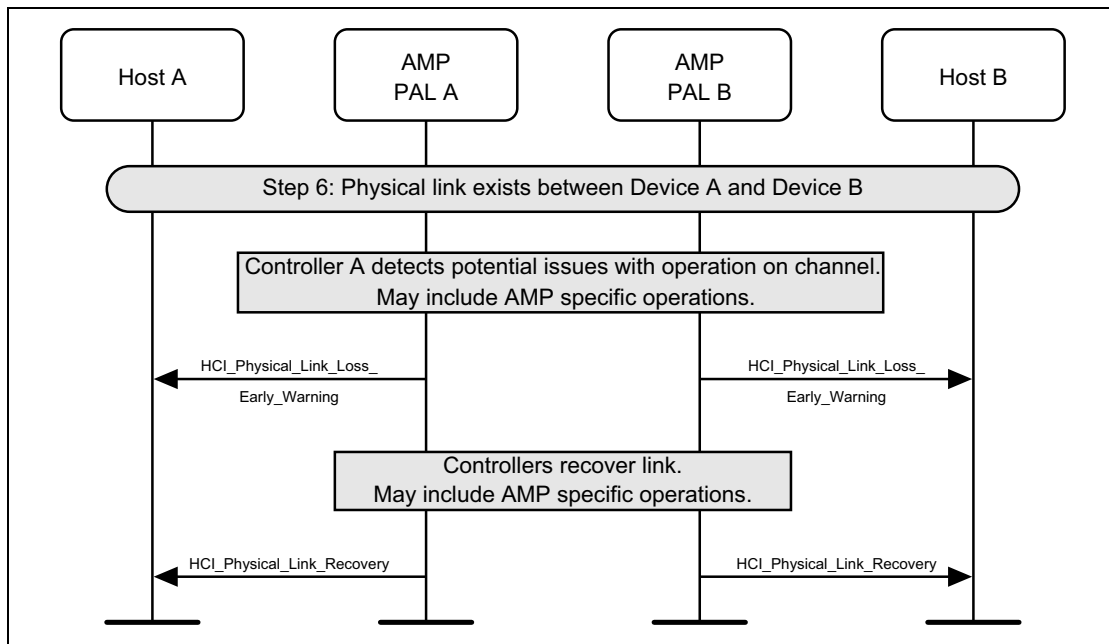 Host A
AMP
PAL A
AMP
PAL B
Host B
Step 6: Physical link exists between Device A and Device B
Controller A detects potential issues with operation on channel.
May include AMP specific operations.
HCI_Physical_Link_Loss_
Early_Warning
HCI_Physical_Link_Loss_
Early_Warning
Controllers recover link.
May include AMP specific operations.
HCI_Physical_Link_Recovery
HCI_Physical_Link_Recovery